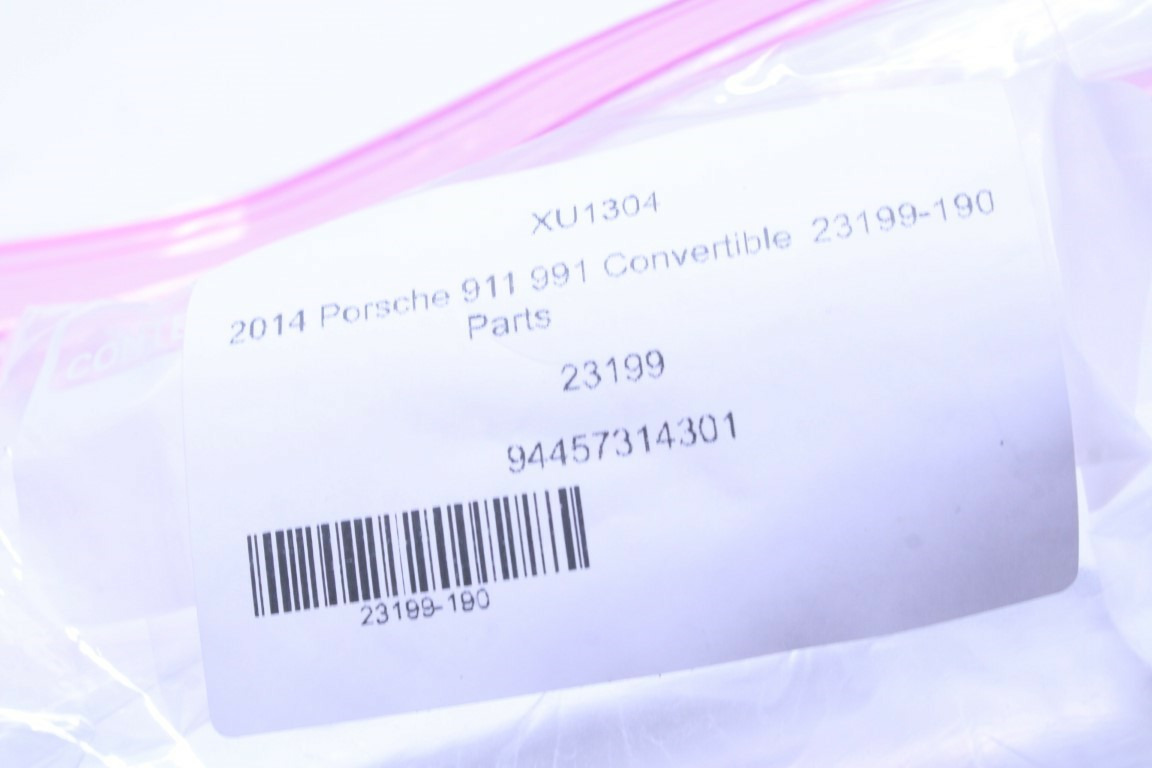 XU1304
2014 Porsche 911 991 Convertible 23199-190
Parts
23199
94457314301
23199-190